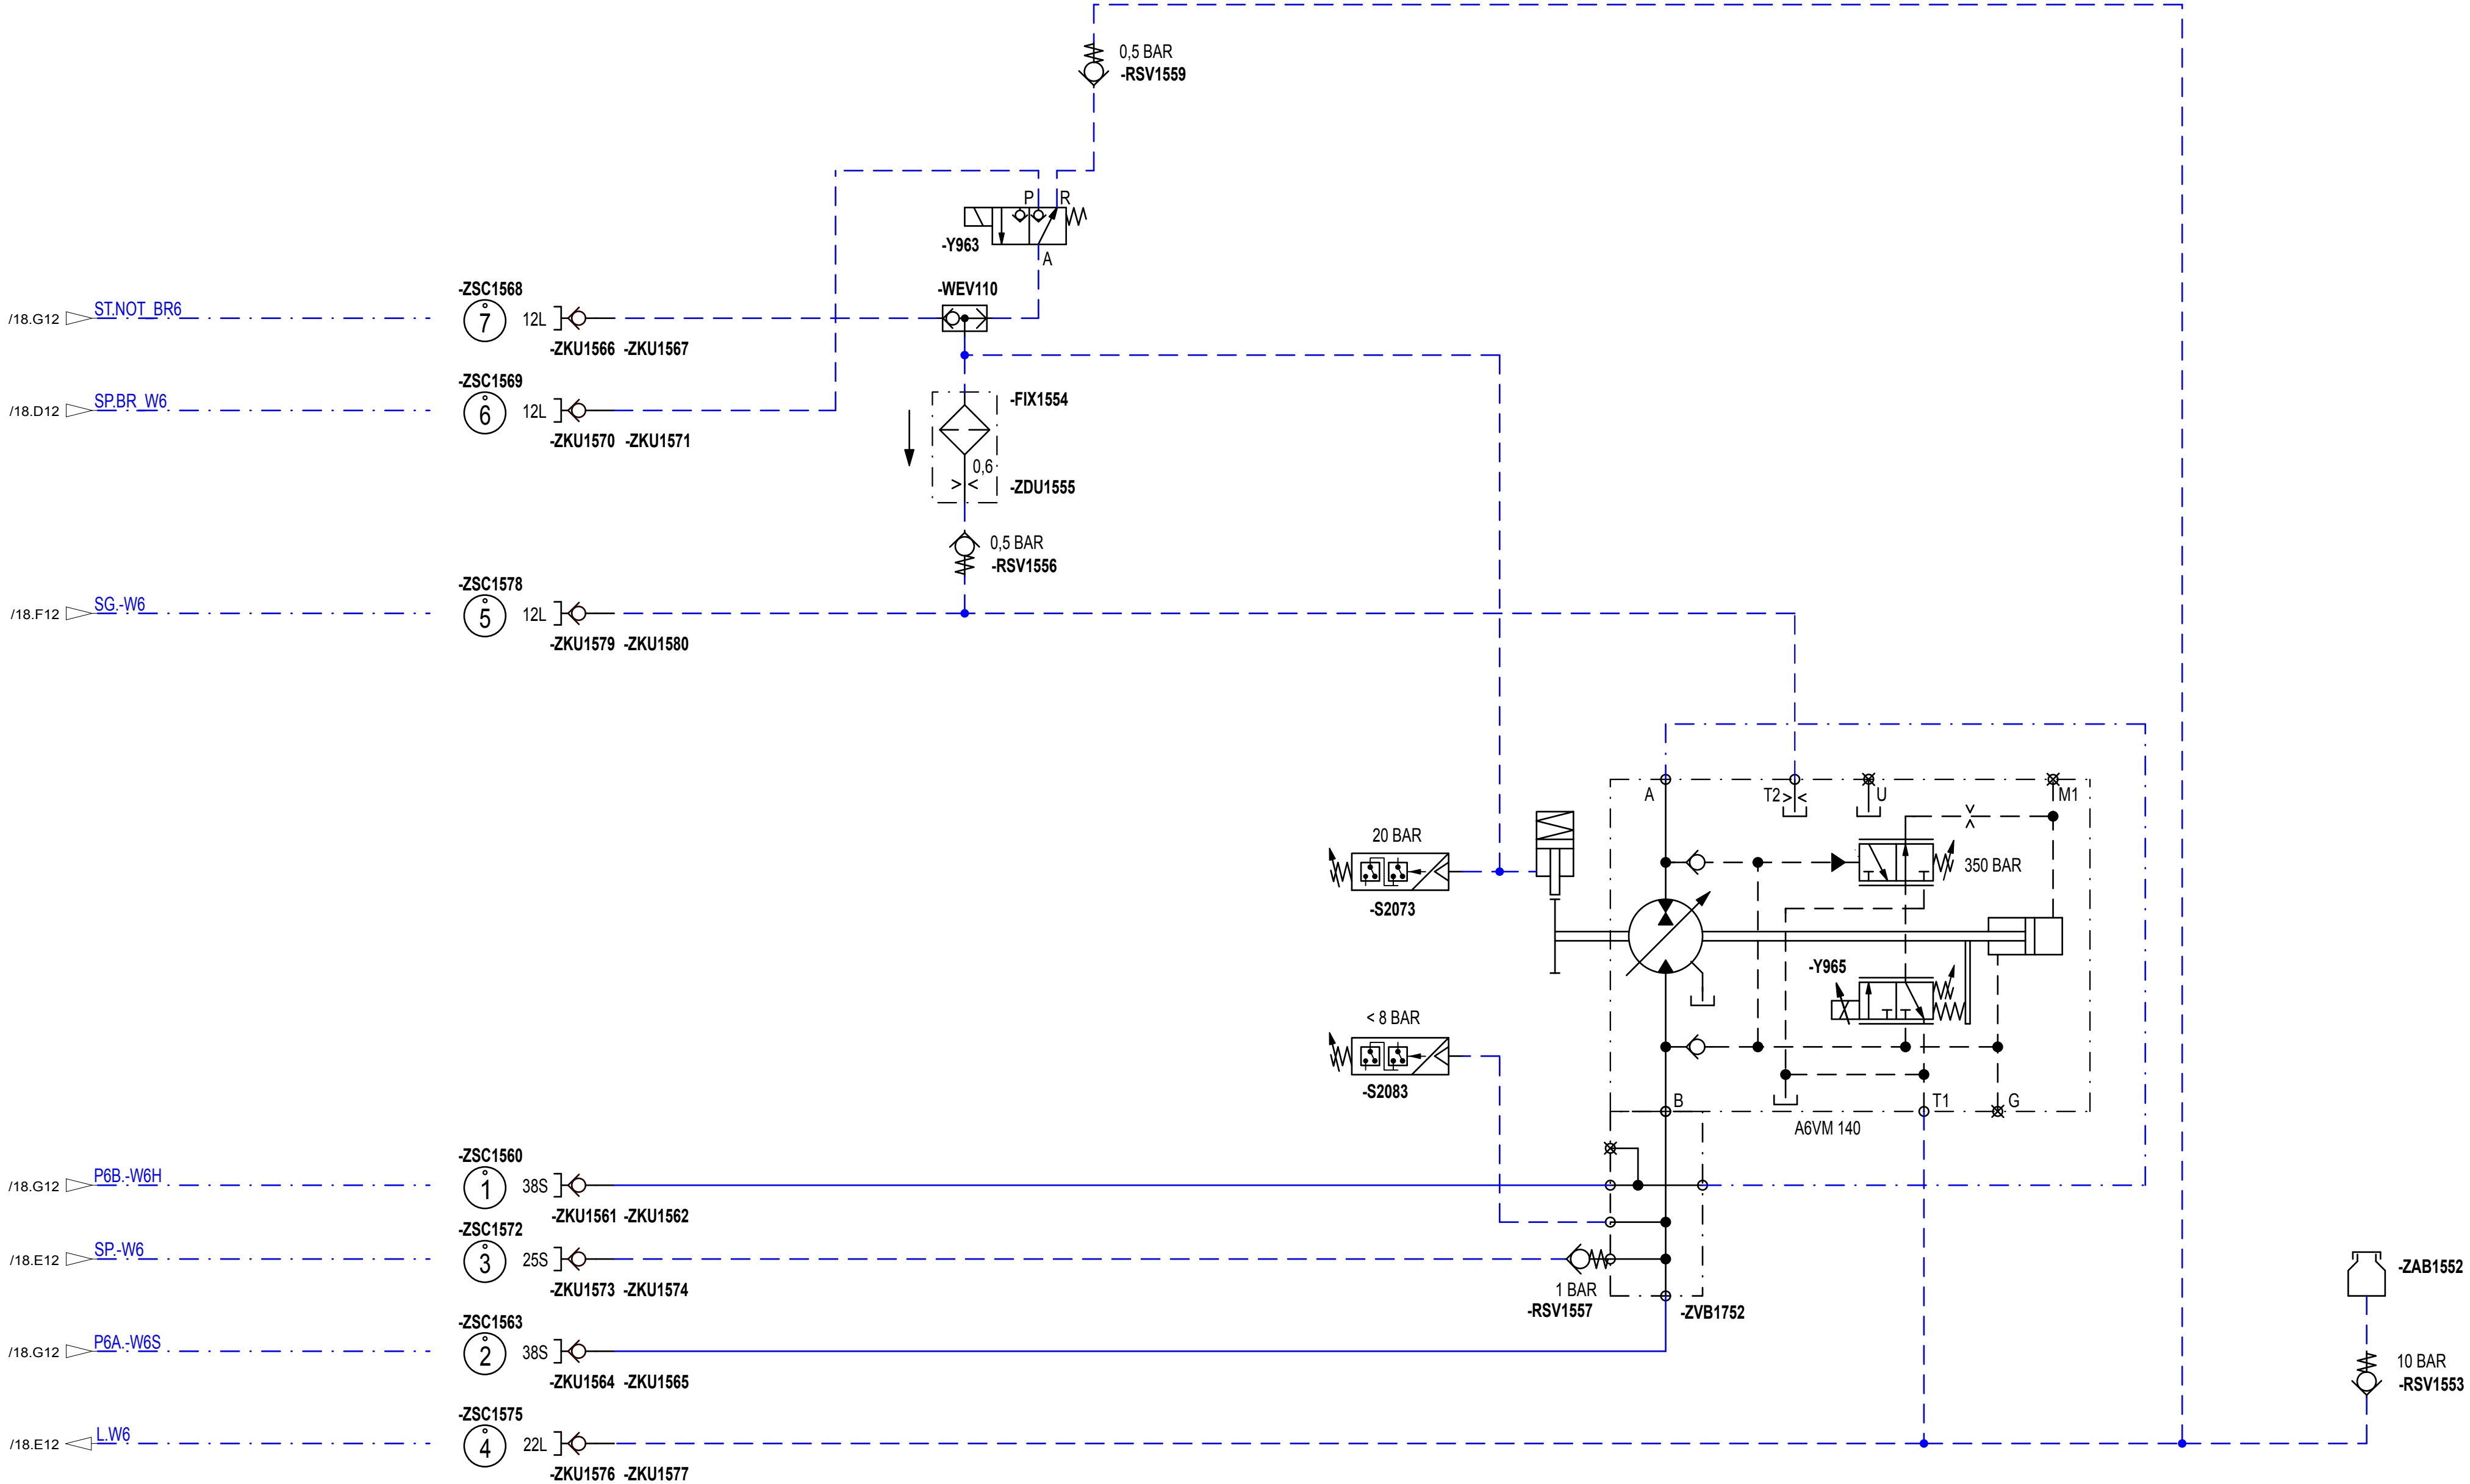 0,5 BAR
-RSV1559
P R
-Y963
A
-ZSC1568
-WEV110
/18.G12 ST.NOT_BR6 7 12L
-ZKU1566 -ZKU1567
-ZSC1569
/18.D12 SP.BR_W6 6 12L
-FIX1554
-ZKU1570 -ZKU1571
0,6
-ZDU1555
0,5 BAR
-RSV1556
-ZSC1578
/18.F12 SG.-W6 5 12L
-ZKU1579 -ZKU1580
A T2 U M1
20 BAR
350 BAR
-S2073
-Y965
< 8 BAR
-S2083
B T1 G
A6VM 140
-ZSC1560
/18.G12 P6B.-W6H 1 38S
-ZKU1561 -ZKU1562
-ZSC1572
/18.E12 SP.-W6 3 25S
-ZKU1573 -ZKU1574
1 BAR
-RSV1557
-ZVB1752
-ZAB1552
-ZSC1563
/18.G12 P6A.-W6S 2 38S
-ZKU1564 -ZKU1565
10 BAR
-RSV1553
-ZSC1575
/18.E12 L.W6 4 22L
-ZKU1576 -ZKU1577